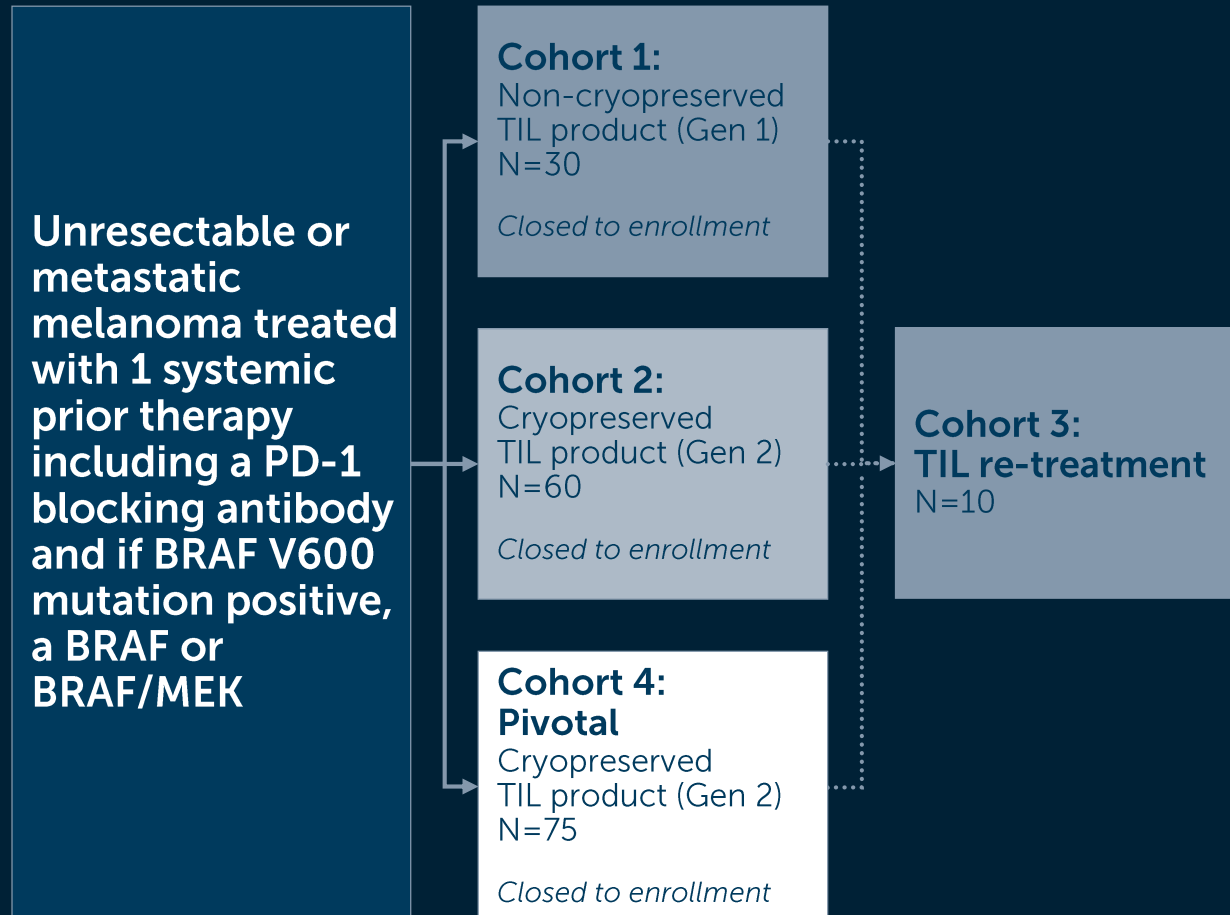 Unresectable or
metastatic
melanoma treated
with 1 systemic
prior therapy
including a PD-1
blocking antibody
and if BRAF V600
mutation positive,
a BRAF or
BRAF/MEK
Cohort 1:
Non-cryopreserved
TIL product (Gen 1)
N=30
Closed to enrollment
Cohort 2:
Cryopreserved
TIL product (Gen 2)
N=60
Closed to enrollment
Cohort 4:
Pivotal
Cryopreserved
TIL product (Gen 2)
N=75
Closed to enrollment
Cohort 3:
TIL re-treatment
N=10